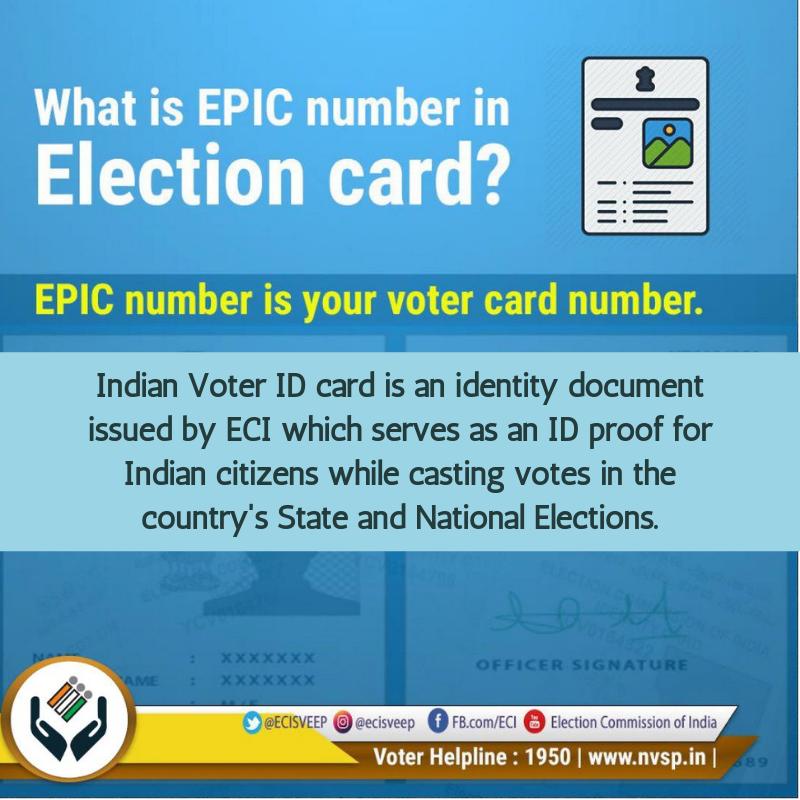 What is EPIC number in
Election card?
EPIC number is your voter card number.
Indian Voter ID card is an identity document
issued by ECI which serves as an ID proof for
Indian citizens while casting votes in the
country's State and National Elections.
: XXXXXXX
: XXXXXXX
OFFICER SIGNATURE
@ECISVEEP @ecisveep FB.com/ECI Election Commission of India
Voter Helpline : 1950 | www.nvsp.in |